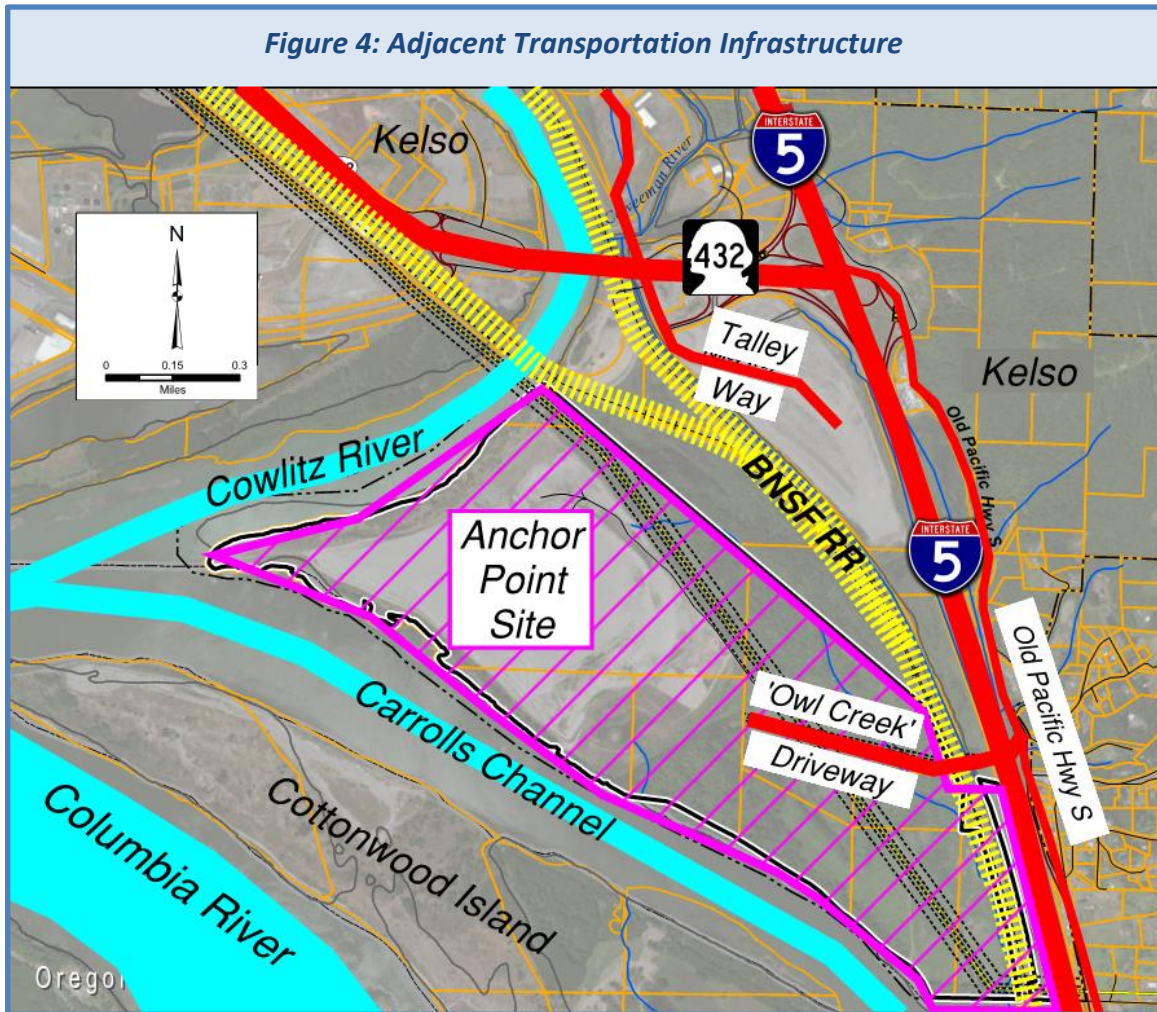 Figure 4: Adjacent Transportation Infrastructure
Kelso
INTERSTATE
5
N
0 0.15 0.3
Miles
432
Talley
Way
Kelso
Old Pacific Hwy S
Cowlitz River
BNSF RR
INTERSTATE
5
Anchor
Point
Site
Old Pacific Hwy S
'Owl Creek'
Driveway
Carrolls Channel
Cottonwood Island
Columbia River
Orego